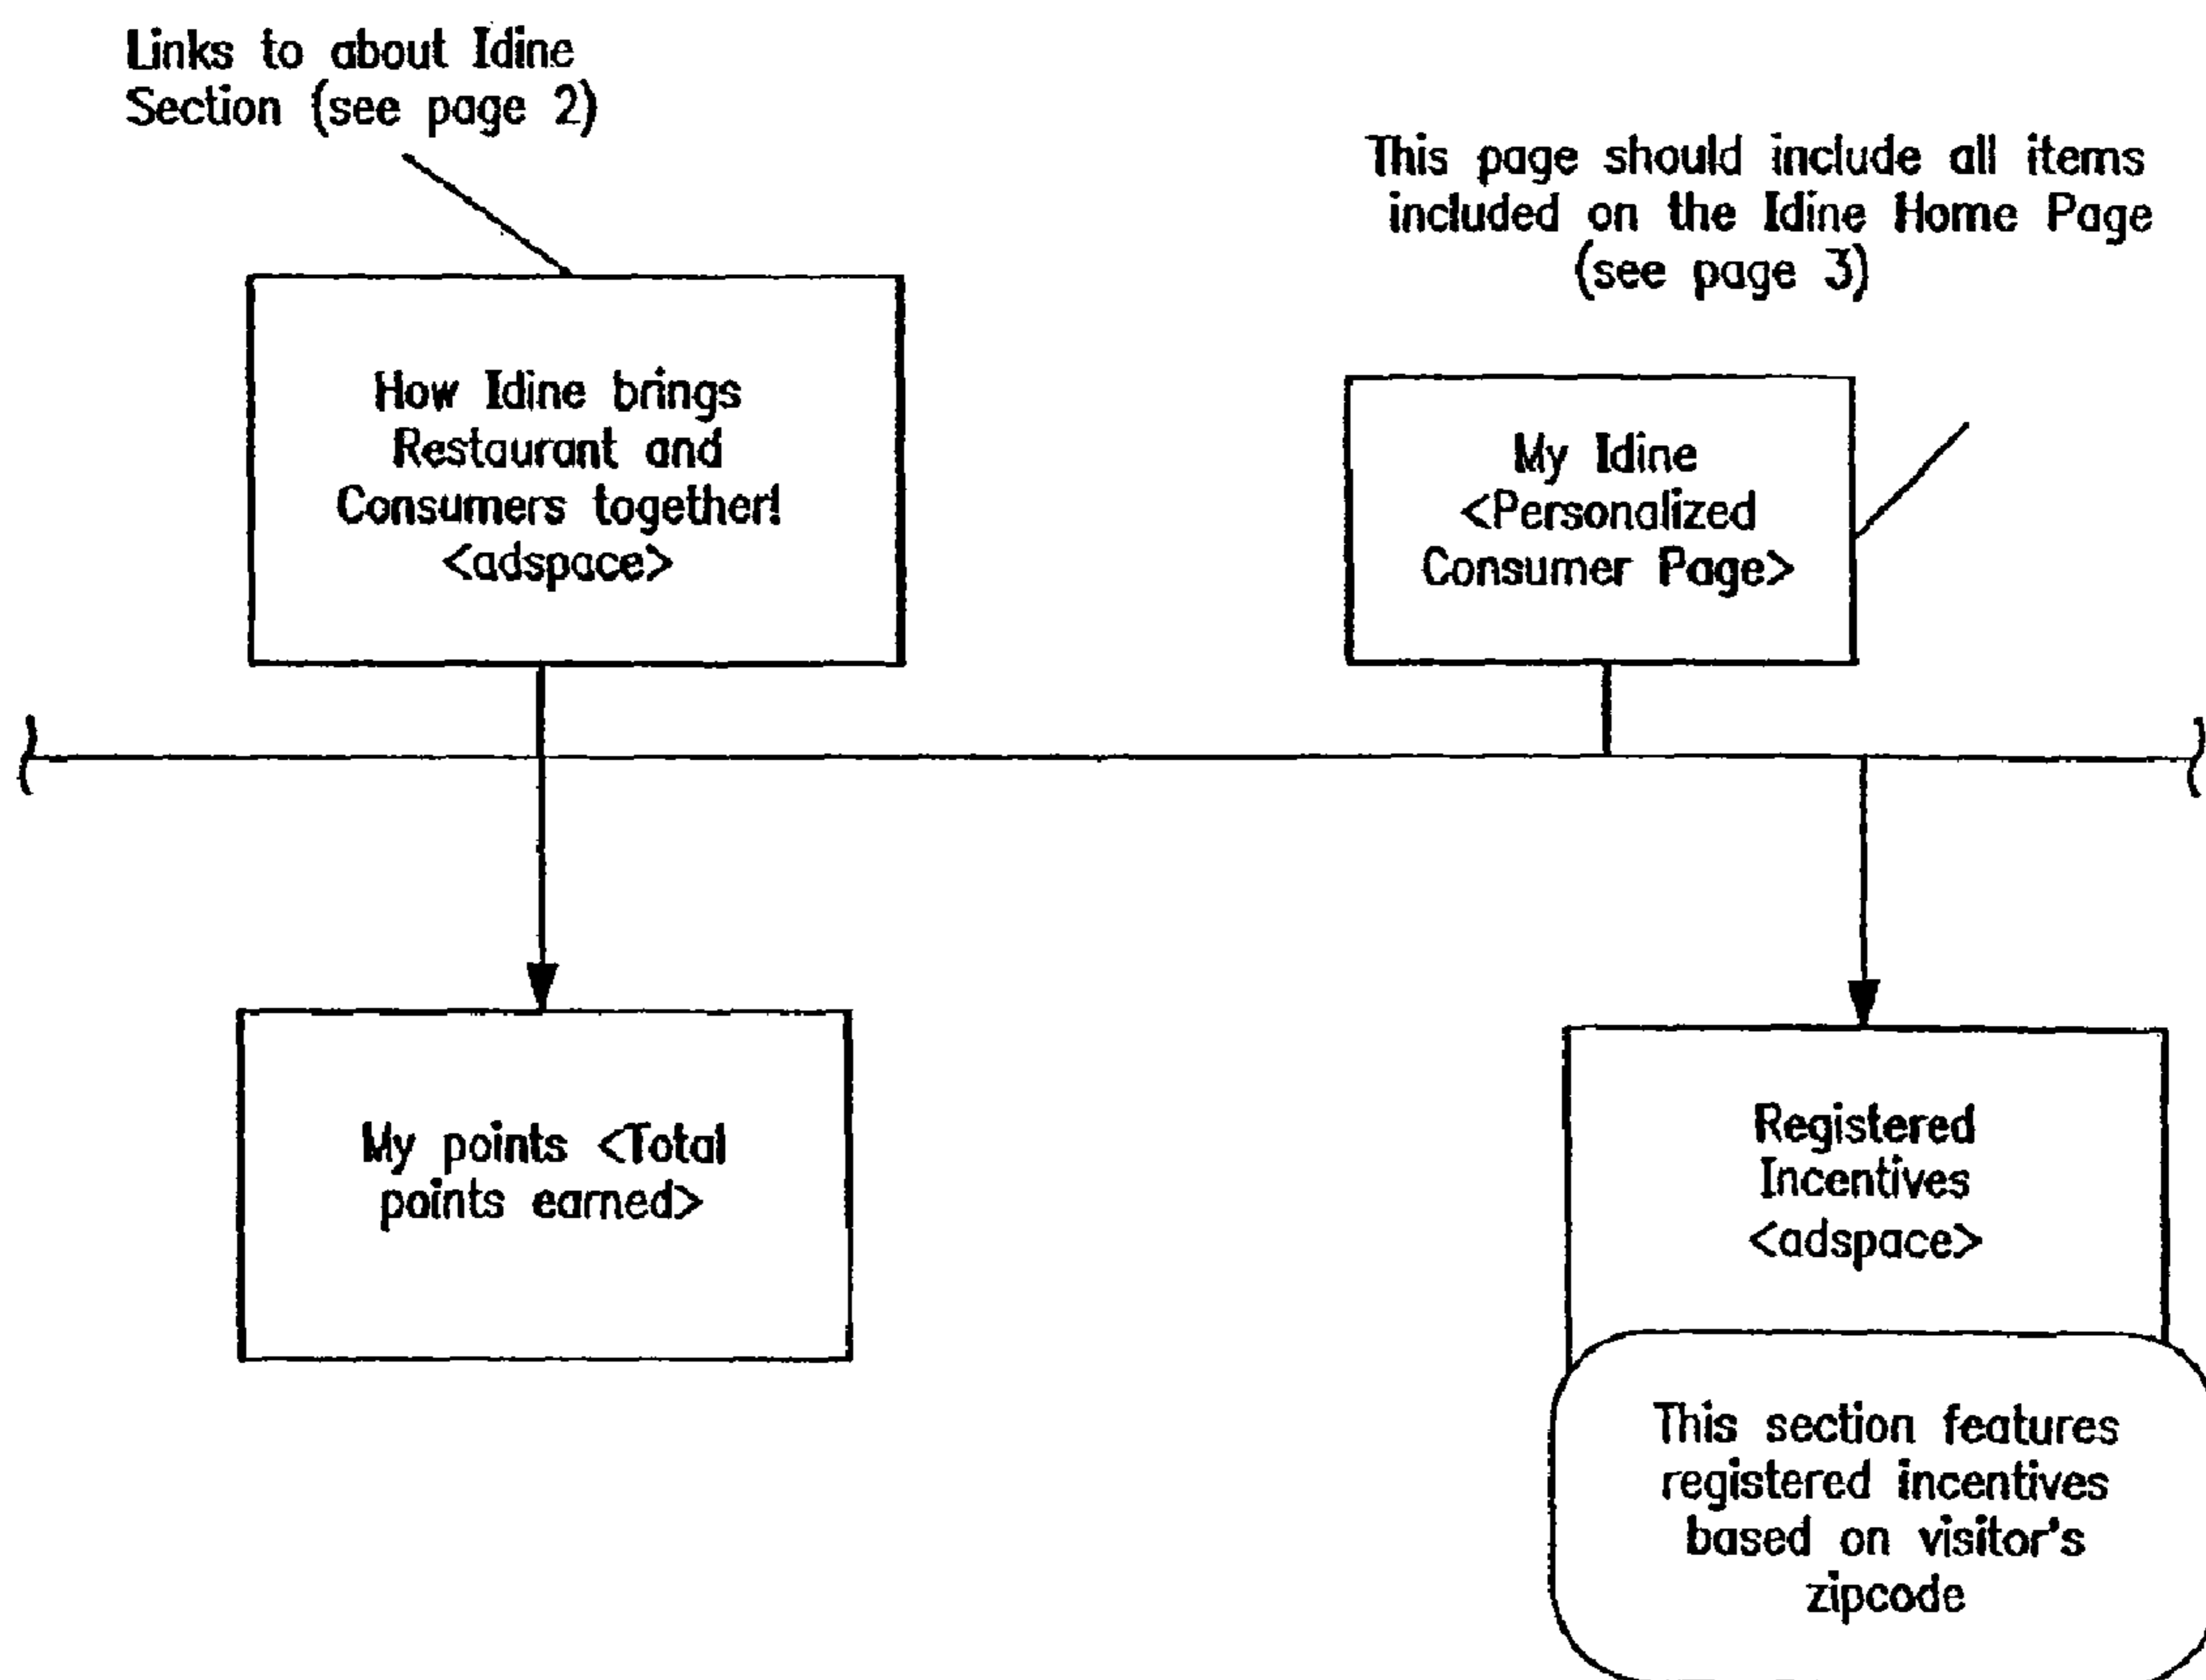 Links to about Idine
Section (see page 2)
This page should include all items
included on the Idine Home Page
(see page 3)
How Idine brings
Restaurant and
Consumers together!
<adspace>
My Idine
<Personalized
Consumer Page>
My points <Total
points earned>
Registered
Incentives
<adspace>
This section features
registered incentives
based on visitor's
zipcode